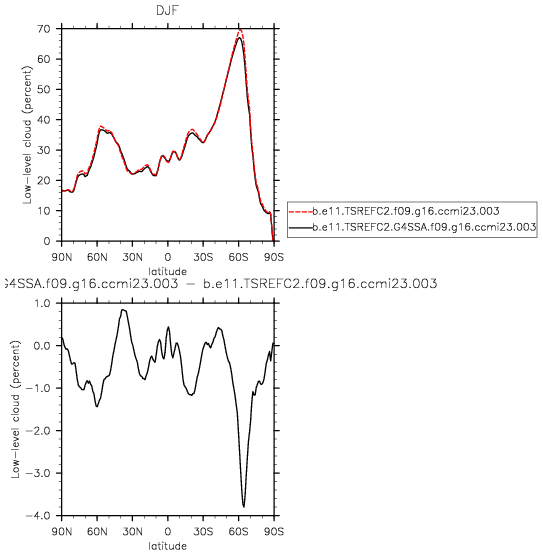 DJF
Low-level cloud (percent)
70
60
50
40
30
20
10
0
90N 60N 30N 0 30S 60S 90S
latitude
b.e11.TSREFC2.f09.g16.ccmi23.003
b.e11.TSREFC2.G4SSA.f09.g16.ccmi23.003
G4SSA.f09.g16.ccmi23.003 - b.e11.TSREFC2.f09.g16.ccmi23.003
Low-level cloud (percent)
1.0
0.0
-1.0
-2.0
-3.0
-4.0
90N 60N 30N 0 30S 60S 90S
latitude